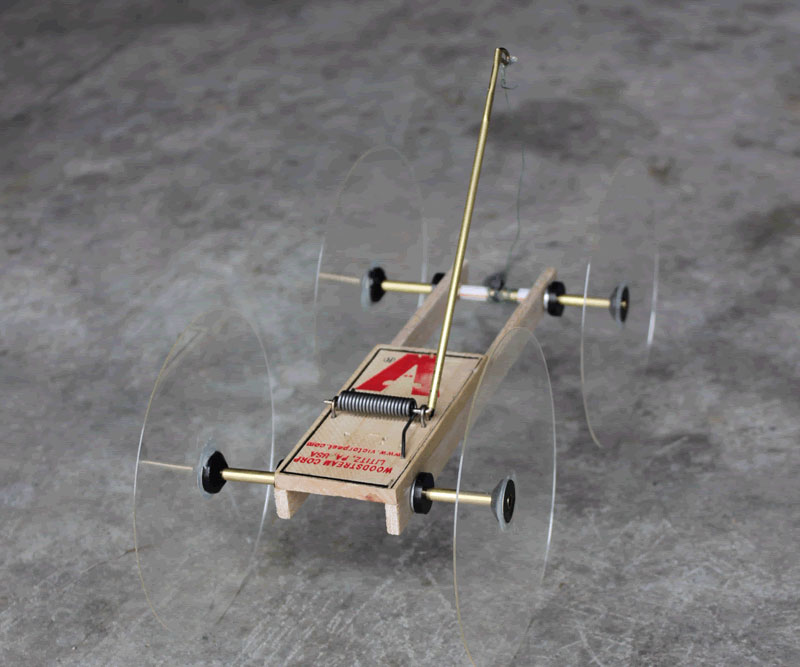 WOODSTREAM CORP
LITITZ, PA, USA
www.victorpest.com
®